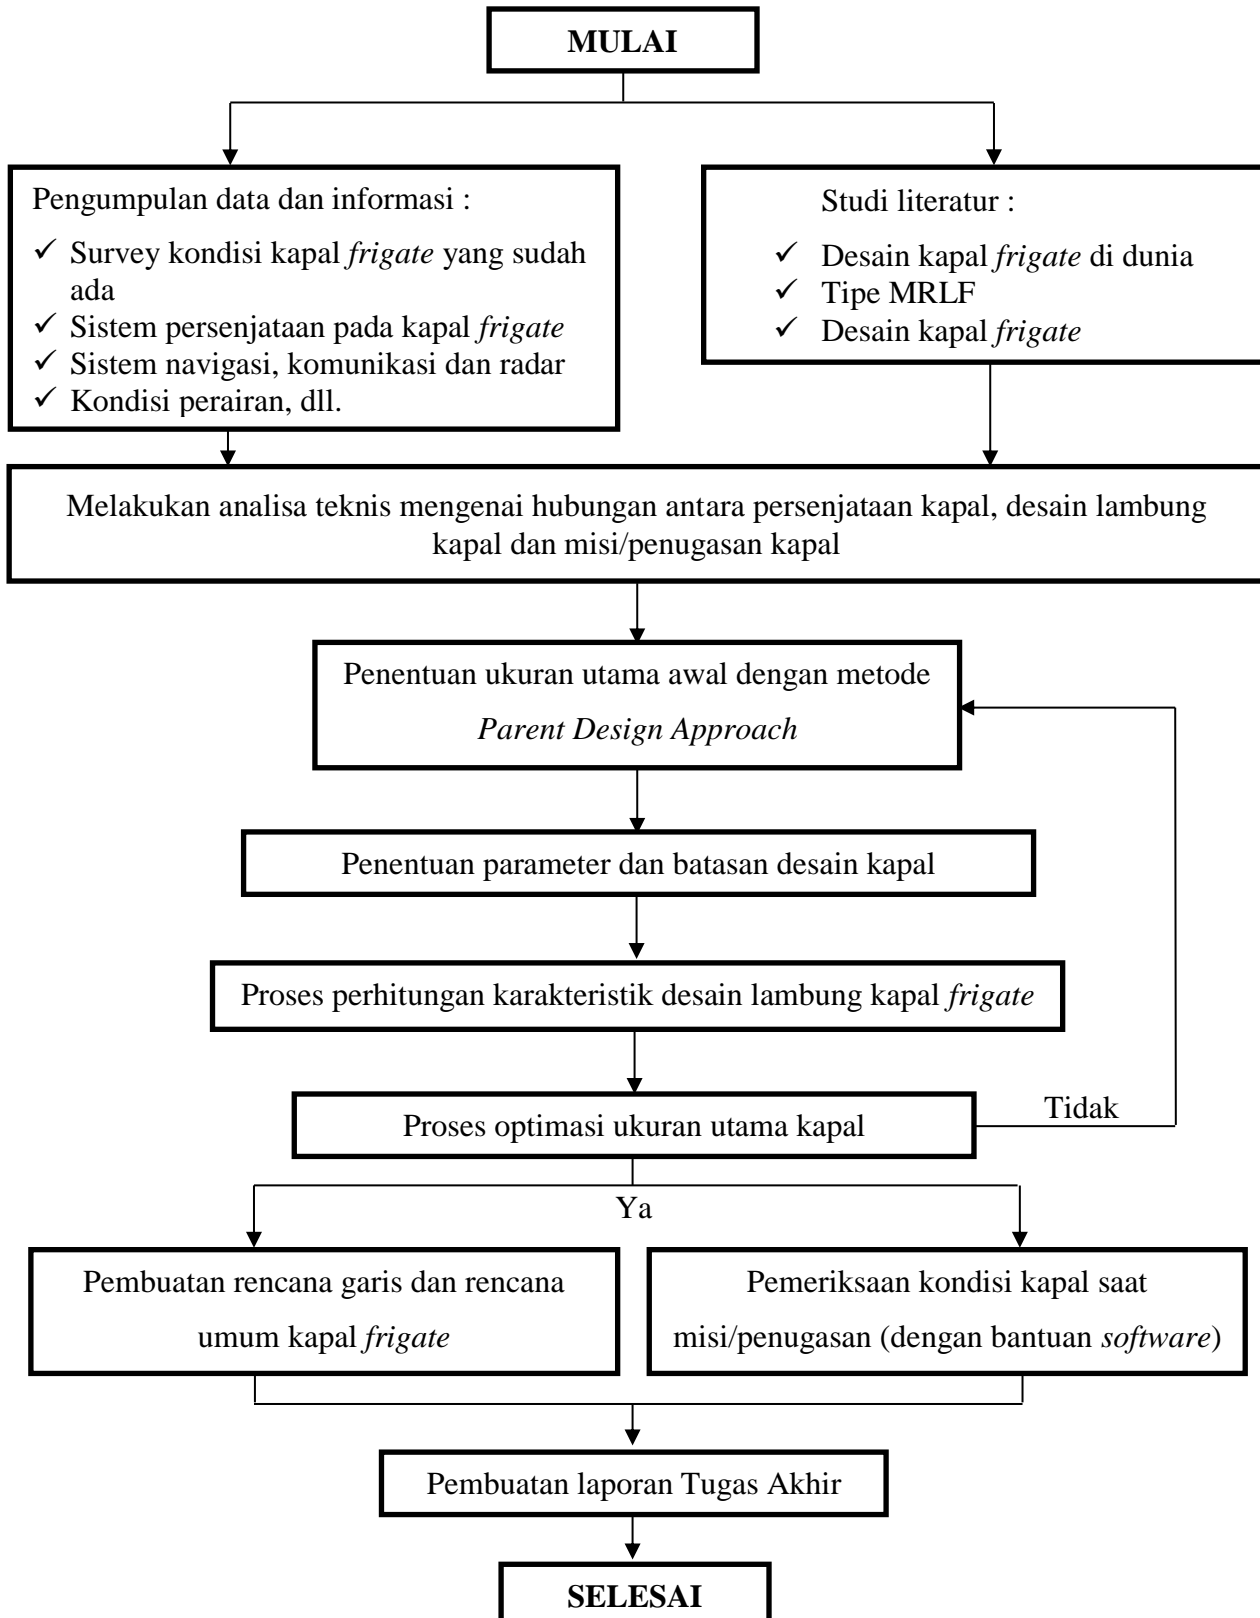 MULAI
Pengumpulan data dan informasi :
✓ Survey kondisi kapal frigate yang sudah
ada
✓ Sistem persenjataan pada kapal frigate
✓ Sistem navigasi, komunikasi dan radar
✓ Kondisi perairan, dll.
Studi literatur :
✓ Desain kapal frigate di dunia
✓ Tipe MRLF
✓ Desain kapal frigate
Melakukan analisa teknis mengenai hubungan antara persenjataan kapal, desain lambung
kapal dan misi/penugasan kapal
Penentuan ukuran utama awal dengan metode
Parent Design Approach
Penentuan parameter dan batasan desain kapal
Proses perhitungan karakteristik desain lambung kapal frigate
Proses optimasi ukuran utama kapal
Tidak
Ya
Pembuatan rencana garis dan rencana
umum kapal frigate
Pemeriksaan kondisi kapal saat
misi/penugasan (dengan bantuan software)
Pembuatan laporan Tugas Akhir
SELESAI